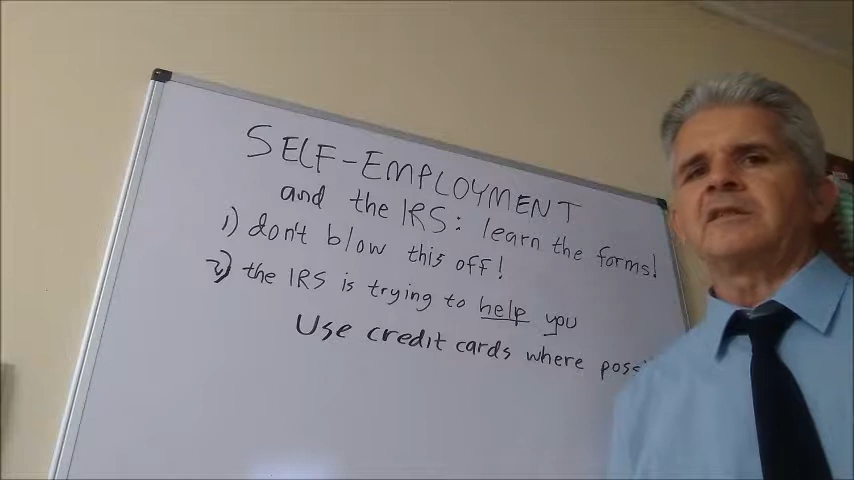 SELF-EMPLOYMENT
and the IRS: learn the forms!
1) don't blow this off!
2) the IRS is trying to help you
Use credit cards where